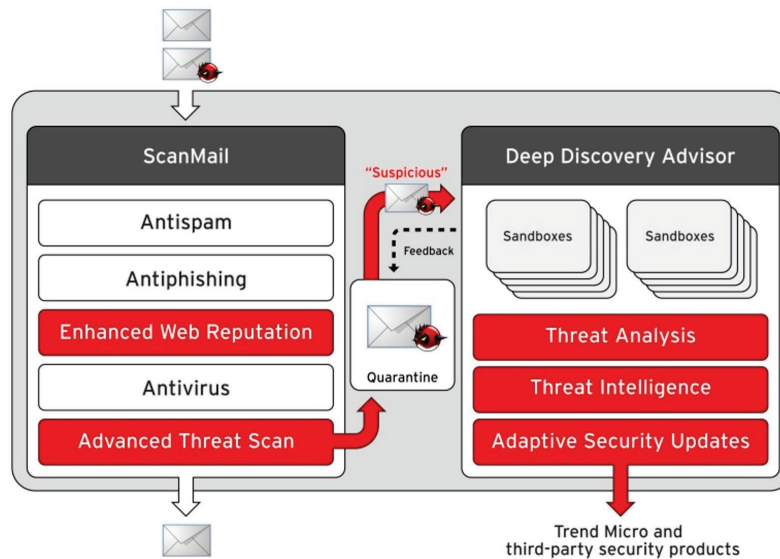 ScanMail
Antispam
Antiphishing
Enhanced Web Reputation
Antivirus
Advanced Threat Scan
“Suspicious”
Feedback
Quarantine
Deep Discovery Advisor
Sandboxes
Sandboxes
Threat Analysis
Threat Intelligence
Adaptive Security Updates
Trend Micro and
third-party security products